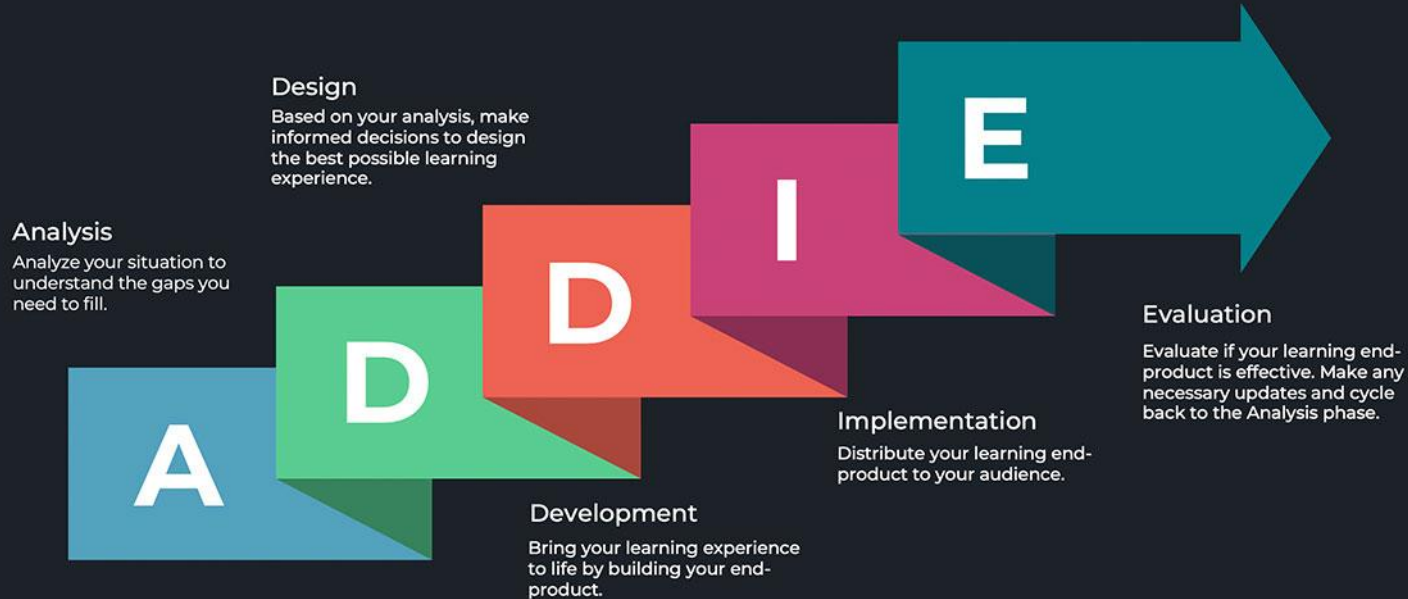 Analysis
Analyze your situation to
understand the gaps you
need to fill.
Design
Based on your analysis, make
informed decisions to design
the best possible learning
experience.
A
D
D
I
E
Development
Bring your learning experience
to life by building your end-
product.
Implementation
Distribute your learning end-
product to your audience.
Evaluation
Evaluate if your learning end-
product is effective. Make any
necessary updates and cycle
back to the Analysis phase.